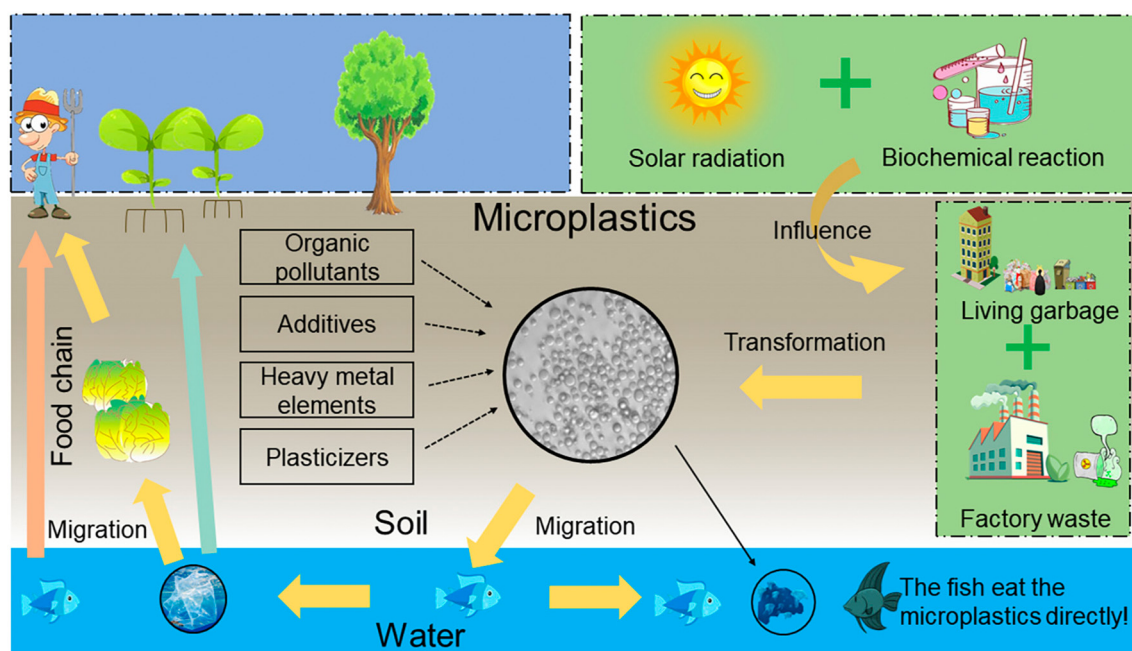 Solar radiation
Biochemical reaction
Microplastics
Influence
Organic
pollutants
Additives
Heavy metal
elements
Plasticizers
Transformation
Living garbage
Factory waste
Food chain
Migration
Soil
Migration
Water
The fish eat the
microplastics directly!